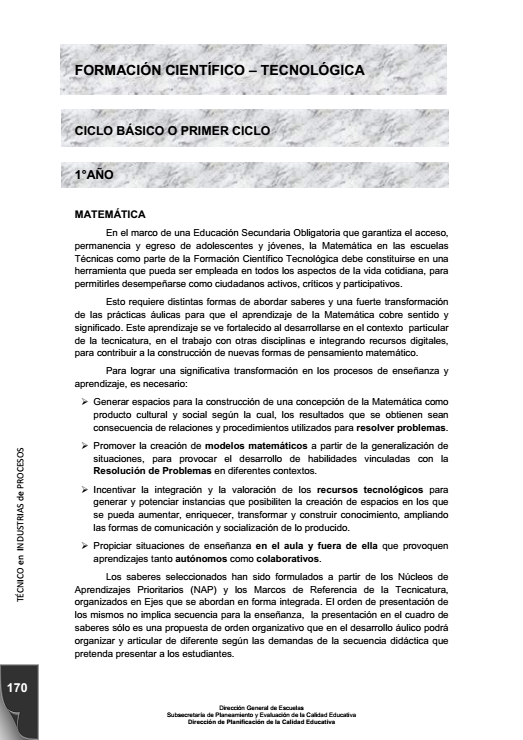 FORMACIÓN CIENTÍFICO – TECNOLÓGICA
CICLO BÁSICO O PRIMER CICLO
1°AÑO
MATEMÁTICA
En el marco de una Educación Secundaria Obligatoria que garantiza el acceso,
permanencia y egreso de adolescentes y jóvenes, la Matemática en las escuelas
Técnicas como parte de la Formación Científico Tecnológica debe constituirse en una
herramienta que pueda ser empleada en todos los aspectos de la vida cotidiana, para
permitirles desempeñarse como ciudadanos activos, críticos y participativos.
Esto requiere distintas formas de abordar saberes y una fuerte transformación
de las prácticas áulicas para que el aprendizaje de la Matemática cobre sentido y
significado. Este aprendizaje se ve fortalecido al desarrollarse en el contexto particular
de la tecnicatura, en el trabajo con otras disciplinas e integrando recursos digitales,
para contribuir a la construcción de nuevas formas de pensamiento matemático.
Para lograr una significativa transformación en los procesos de enseñanza y
aprendizaje, es necesario:
➢ Generar espacios para la construcción de una concepción de la Matemática como
producto cultural y social según la cual, los resultados que se obtienen sean
consecuencia de relaciones y procedimientos utilizados para resolver problemas.
➢ Promover la creación de modelos matemáticos a partir de la generalización de
situaciones, para provocar el desarrollo de habilidades vinculadas con la
Resolución de Problemas en diferentes contextos.
➢ Incentivar la integración y la valoración de los recursos tecnológicos para
generar y potenciar instancias que posibiliten la creación de espacios en los que
se pueda aumentar, enriquecer, transformar y construir conocimiento, ampliando
las formas de comunicación y socialización de lo producido.
➢ Propiciar situaciones de enseñanza en el aula y fuera de ella que provoquen
aprendizajes tanto autónomos como colaborativos.
Los saberes seleccionados han sido formulados a partir de los Núcleos de
Aprendizajes Prioritarios (NAP) y los Marcos de Referencia de la Tecnicatura,
organizados en Ejes que se abordan en forma integrada. El orden de presentación de
los mismos no implica secuencia para la enseñanza, la presentación en el cuadro de
saberes sólo es una propuesta de orden organizativo que en el desarrollo áulico podrá
organizar y articular de diferente según las demandas de la secuencia didáctica que
pretenda presentar a los estudiantes.
TÉCNICO en INDUSTRIAS de PROCESOS
170
Dirección General de Escuelas
Subsecretaría de Planeamiento y Evaluación de la Calidad Educativa
Dirección de Planificación de la Calidad Educativa